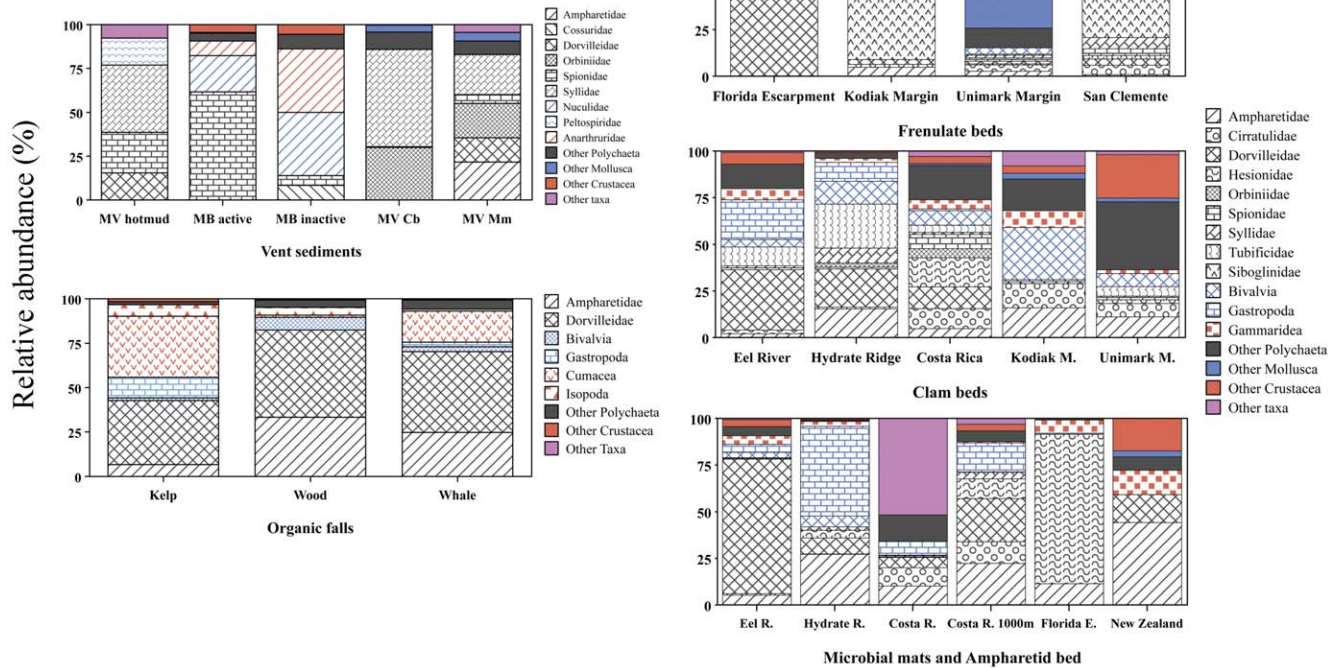 Relative abundance (%)
100
75
50
25
0
MV hotmud
MB active
MB inactive
MV Cb
MV Mm
Vent sediments
Ampharetidae
Cossuridae
Dorvilleidae
Orbiniidae
Spionidae
Syllidae
Nuculidae
Peltospiridae
Anarthruridae
Other Polychaeta
Other Mollusca
Other Crustacea
Other taxa
100
75
50
25
0
Kelp
Wood
Whale
Organic falls
Ampharetidae
Dorvilleidae
Bivalvia
Gastropoda
Cumacea
Isopoda
Other Polychaeta
Other Crustacea
Other Taxa
25
0
Florida Escarpment
Kodiak Margin
Unimark Margin
San Clemente
Frenulate beds
100
75
50
25
0
Eel River
Hydrate Ridge
Costa Rica
Kodiak M.
Unimark M.
Clam beds
100
75
50
25
0
Eel R.
Hydrate R.
Costa R.
Costa R. 1000m
Florida E.
New Zealand
Microbial mats and Ampharetid bed
Ampharetidae
Cirratulidae
Dorvilleidae
Hesionidae
Orbiniidae
Spionidae
Syllidae
Tubificidae
Siboglinidae
Bivalvia
Gastropoda
Gammaridea
Other Polychaeta
Other Mollusca
Other Crustacea
Other taxa